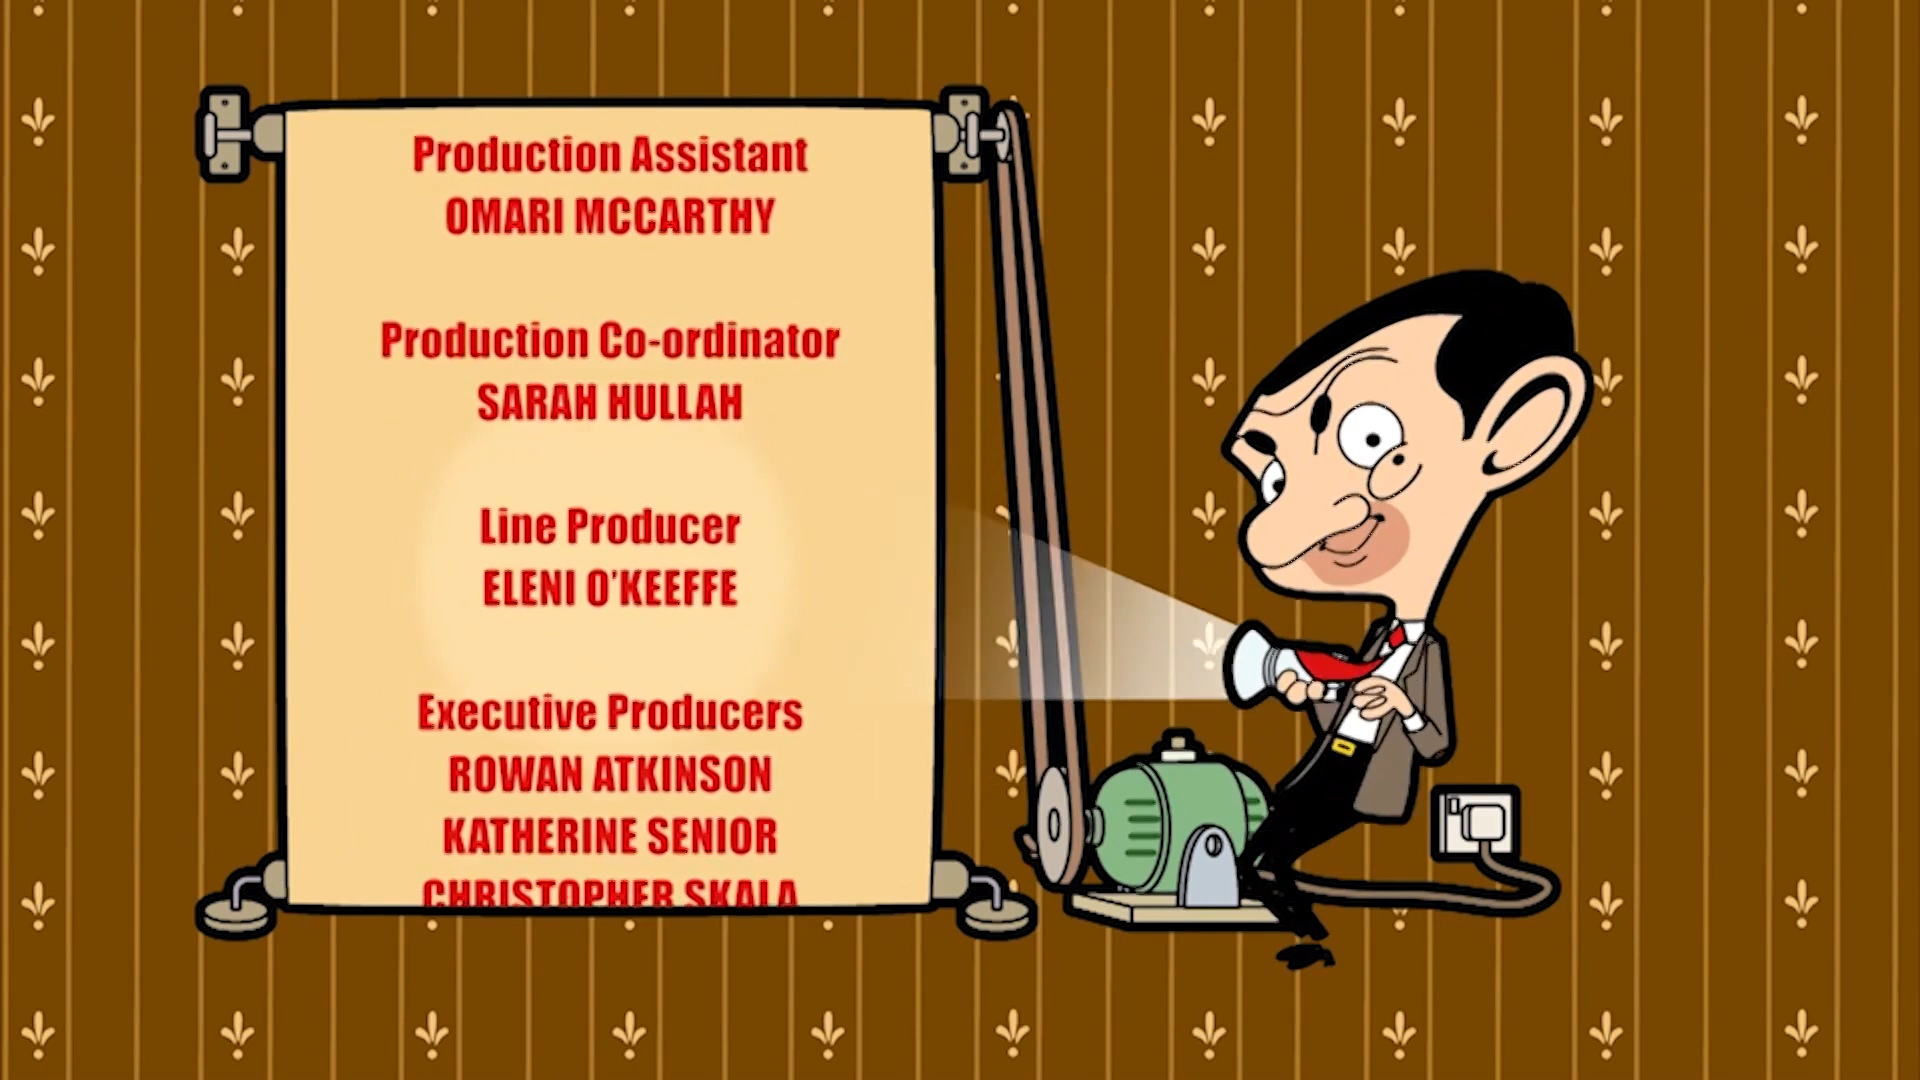 Production Assistant
OMARI MCCARTHY
Production Co-ordinator
SARAH HULLAH
Line Producer
ELENI O'KEEFFE
Executive Producers
ROWAN ATKINSON
KATHERINE SENIOR
CHRISTOPHER SKALA